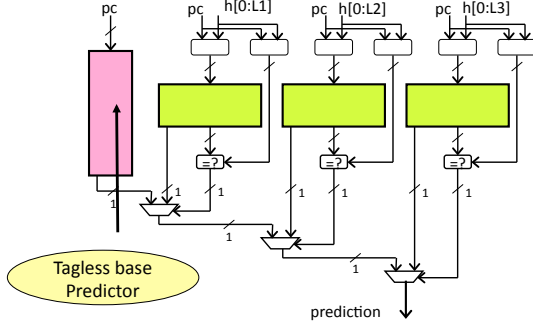 pc
pc h[0:L1]
pc h[0:L2]
pc h[0:L3]
=?
=?
=?
1
1
1
1
1
1
1
1
1
Tagless base
Predictor
prediction